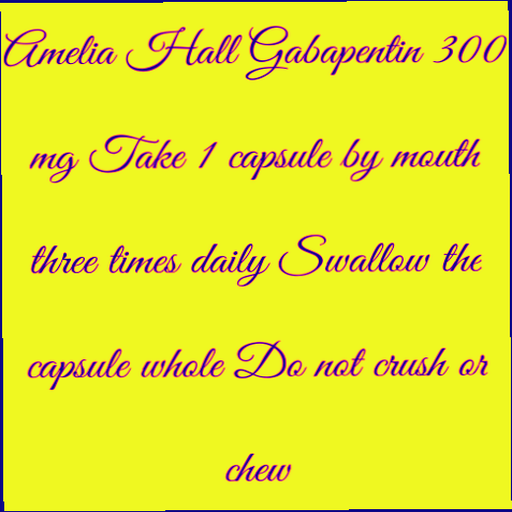 Amelia Hall Gabapentin 300
mg Take 1 capsule by mouth
three times daily Swallow the
capsule whole Do not crush or
chew